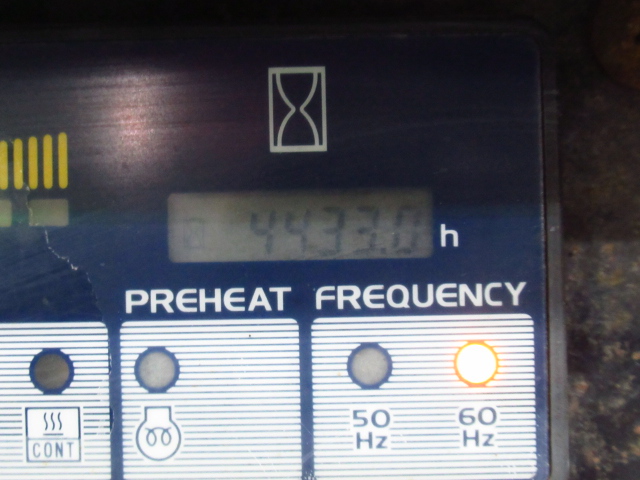 4433.0 h
PREHEAT FREQUENCY
50 60
CONT Hz Hz